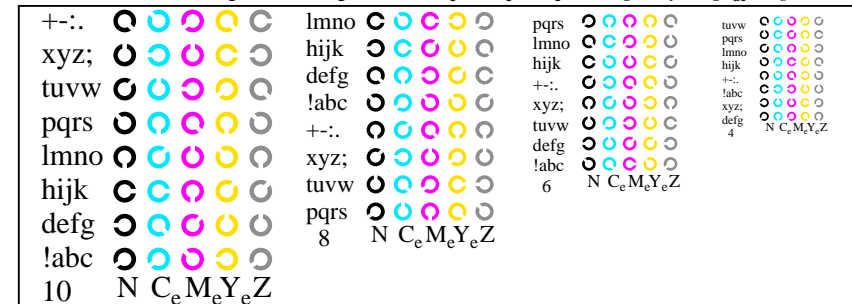 +-:.
xyz;
tuvw
pqrs
lmno
hijk
defg
!abc
10 N CeMeYeZ
lmno
hijk
defg
!abc
+-:.
xyz;
tuvw
pqrs
8 N CeMeYeZ
pqrs
lmno
hijk
+-:.
xyz;
tuvw
defg
!abc
6 N CeMeYeZ
tuvw
pqrs
lmno
hijk
+-:.
!abc
xyz;
defg
4 N CeMeYeZ